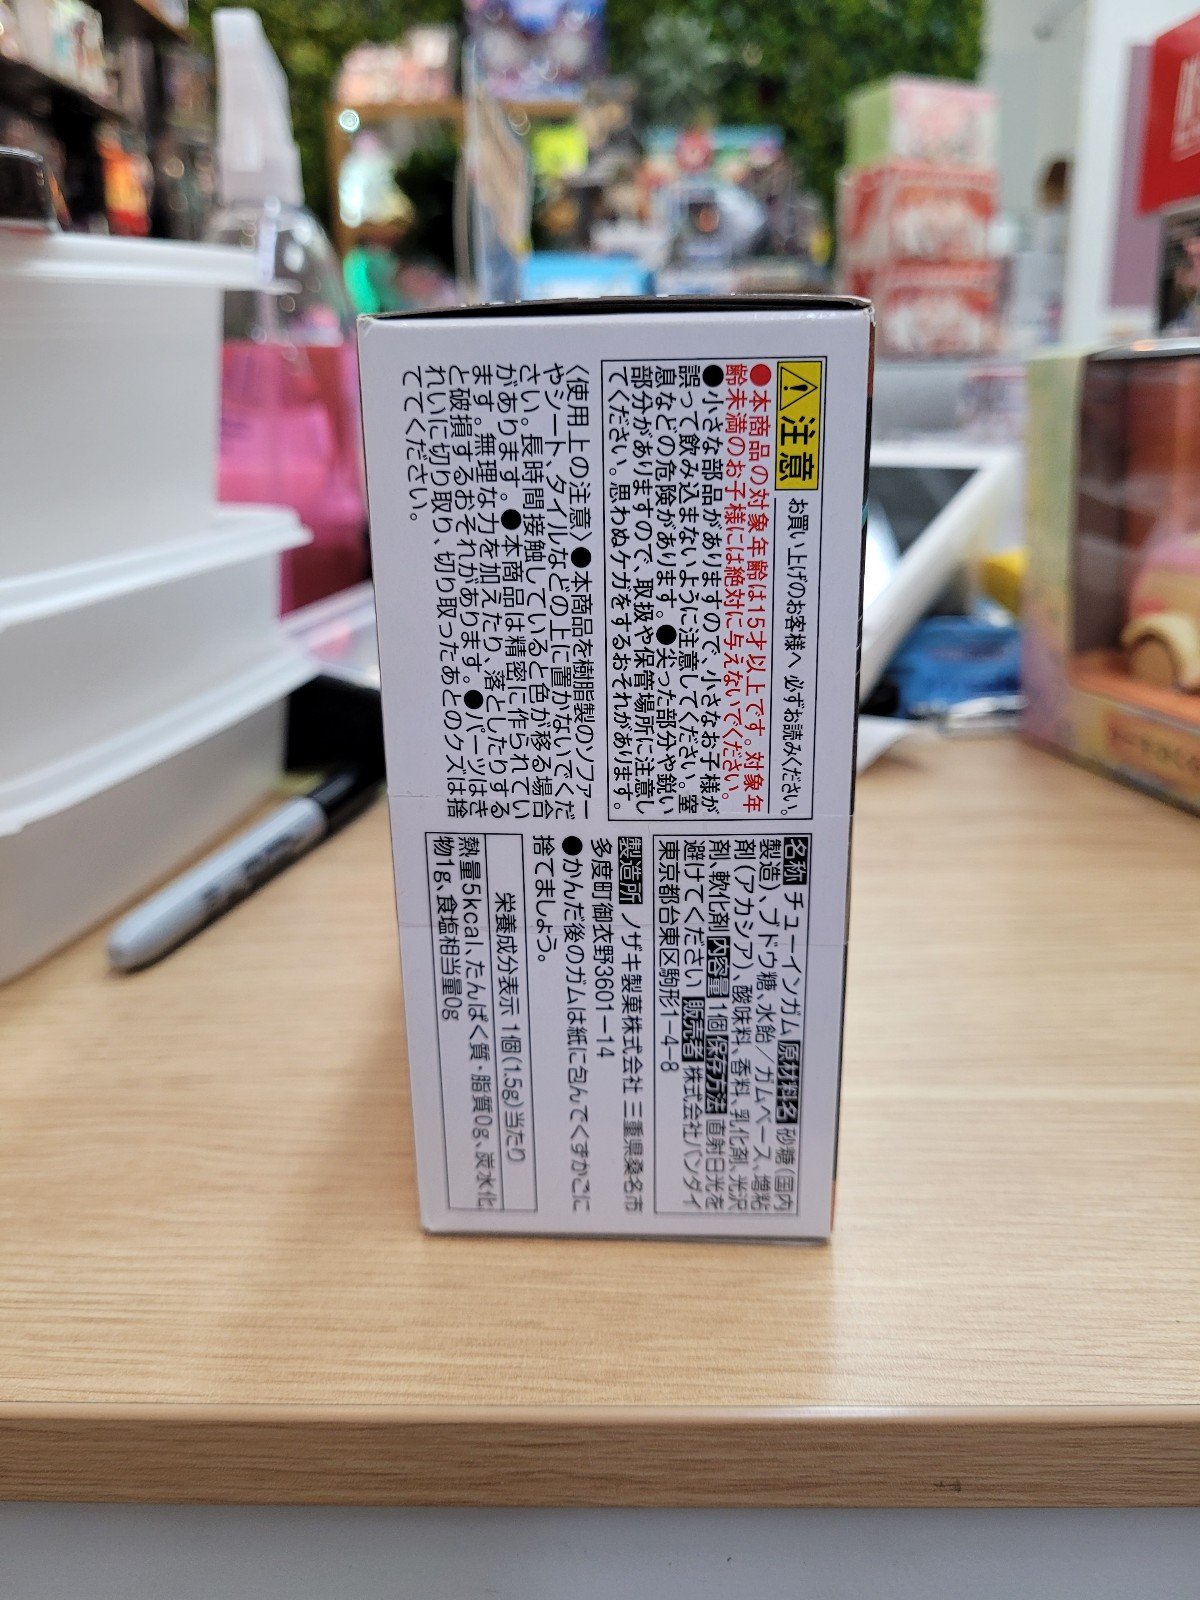 注意 お買い上げのお客様へ 必ずお読みください。
●本商品の対象年齢は15才以上です。対象年
齢未満のお子様には絶対に与えないでください。
●小さな部品がありますので、小さなお子様が
誤って飲み込まないように注意してください。窒
息などの危険があります。●尖った部分や鋭い
部分がありますので、取扱や保管場所に注意し
てください。思わぬケガをするおそれがあります。
〈使用上の注意〉●本商品を樹脂製のソファー
やシート、タイルなどの上に置かないでくだ
さい。長時間接触していると色が移る場合
があります。●本商品は精密に作られてい
ます。無理な力を加えたり、落としたりする
と破損するおそれがあります。●パーツはき
れいに切り取り、切り取ったあとのクズは捨
ててください。
名称 チューインガム 原材料名 砂糖(国内
製造)、ブドウ糖、水飴/ガムベース、増粘
剤(アカシア)、酸味料、香料、乳化剤、光沢
剤、軟化剤 内容量 1個 保存方法 直射日光を
避けてください 販売者 株式会社バンダイ
東京都台東区駒形1-4-8
製造所 ノザキ製菓株式会社 三重県桑名市
多度町御衣野3601-14
●かんだ後のガムは紙に包んでくずかごに
捨てましょう。
栄養成分表示 1個(1.5g)当たり
熱量5kcal、たんぱく質・脂質0g、炭水化
物1g、食塩相当量0g